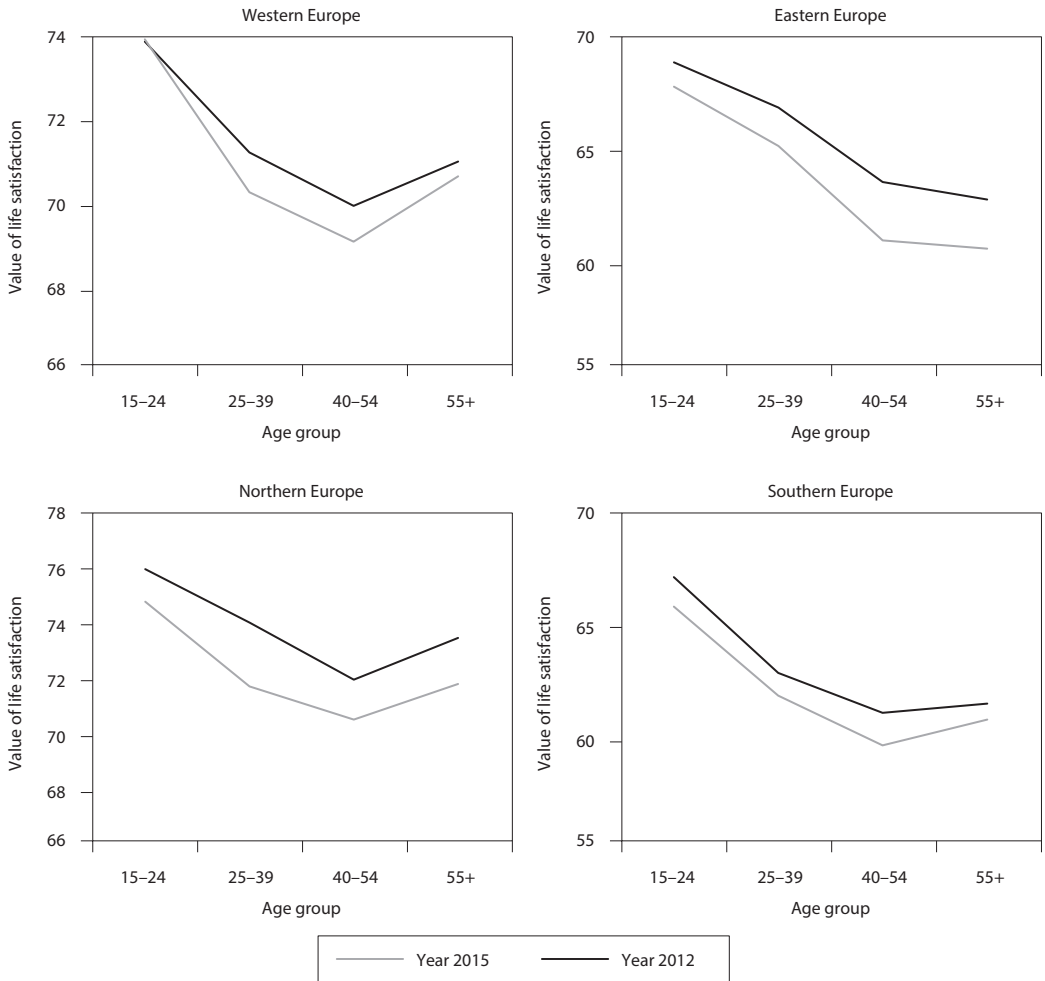 Western Europe
Value of life satisfaction
74
72
70
68
66
15–24 25–39 40–54 55+
Age group
Eastern Europe
Value of life satisfaction
70
65
60
55
15–24 25–39 40–54 55+
Age group
Northern Europe
Value of life satisfaction
78
76
74
72
70
68
66
15–24 25–39 40–54 55+
Age group
Southern Europe
Value of life satisfaction
70
65
60
55
15–24 25–39 40–54 55+
Age group
Year 2015 Year 2012